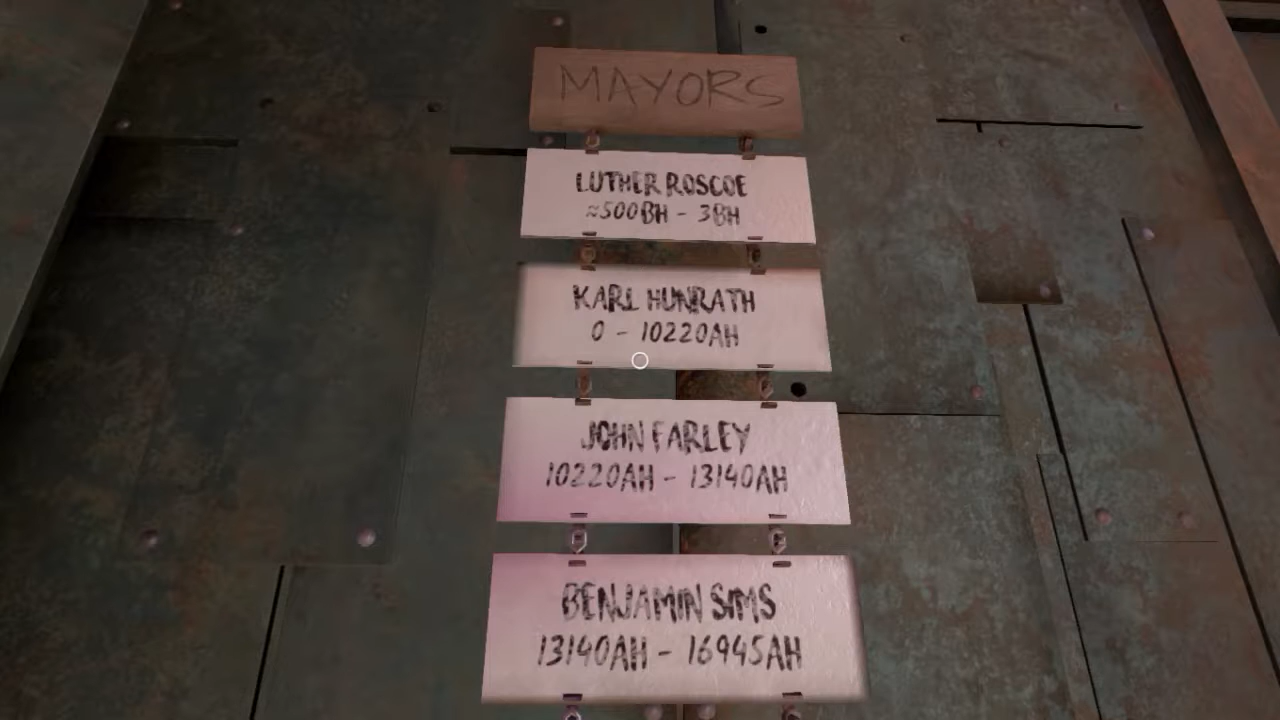 MAYORS
LUTHER ROSCOE
≈500BH - 3BH
KARL HUNRATH
0 - 10220AH
JOHN FARLEY
10220AH - 13140AH
BENJAMIN SIMS
13140AH - 16945AH